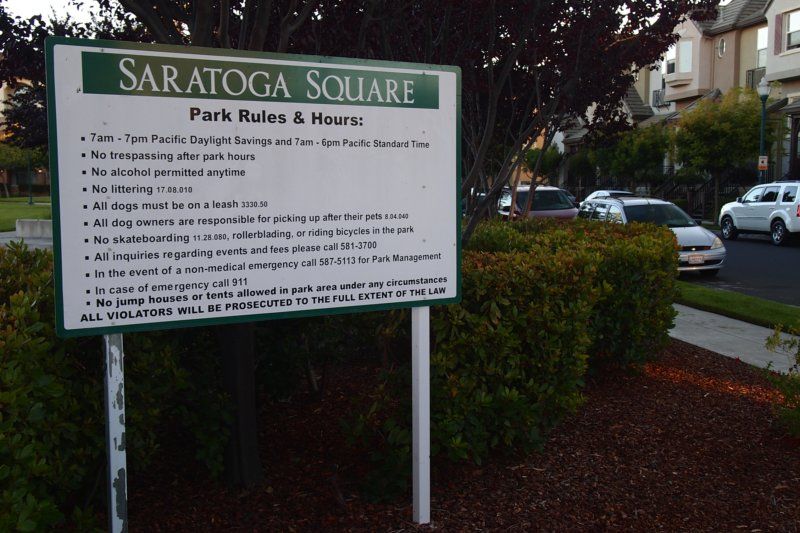 SARATOGA SQUARE
Park Rules & Hours:
▪ 7am - 7pm Pacific Daylight Savings and 7am - 6pm Pacific Standard Time
▪ No trespassing after park hours
▪ No alcohol permitted anytime
▪ No littering 17.08.010
▪ All dogs must be on a leash 3330.50
▪ All dog owners are responsible for picking up after their pets 8.04.040
▪ No skateboarding 11.28.080, rollerblading, or riding bicycles in the park
▪ All inquiries regarding events and fees please call 581-3700
▪ In the event of a non-medical emergency call 587-5113 for Park Management
▪ In case of emergency call 911
▪ No jump houses or tents allowed in park area under any circumstances
ALL VIOLATORS WILL BE PROSECUTED TO THE FULL EXTENT OF THE LAW